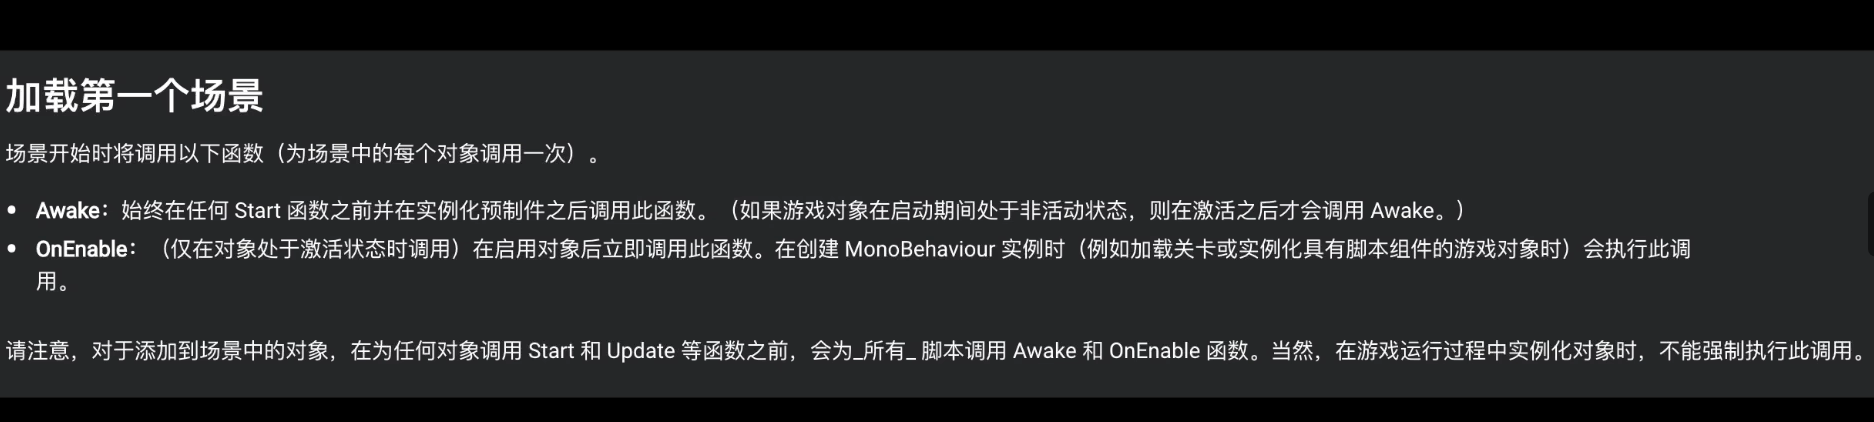 加载第一个场景
场景开始时将调用以下函数（为场景中的每个对象调用一次）。
• Awake：始终在任何 Start 函数之前并在实例化预制件之后调用此函数。（如果游戏对象在启动期间处于非活动状态，则在激活之后才会调用 Awake。）
• OnEnable：（仅在对象处于激活状态时调用）在启用对象后立即调用此函数。在创建 MonoBehaviour 实例时（例如加载关卡或实例化具有脚本组件的游戏对象时）会执行此调
用。
请注意，对于添加到场景中的对象，在为任何对象调用 Start 和 Update 等函数之前，会为_所有_ 脚本调用 Awake 和 OnEnable 函数。当然，在游戏运行过程中实例化对象时，不能强制执行此调用。